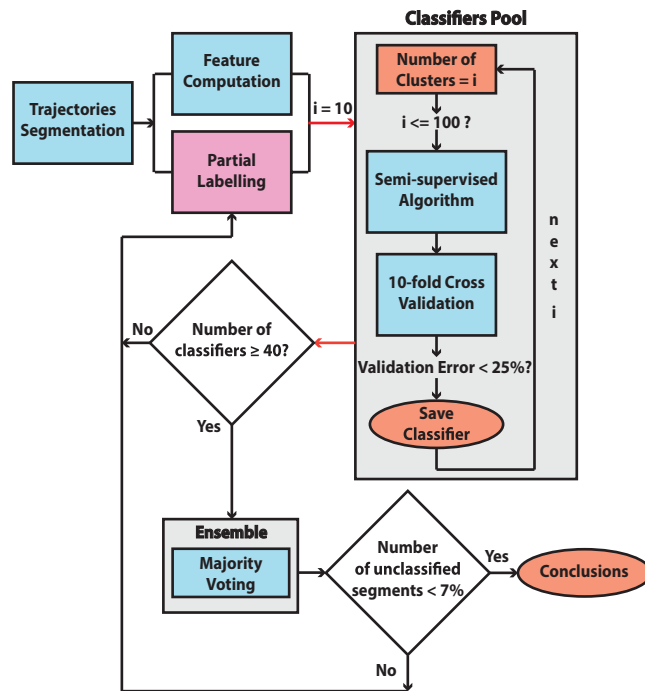 Classifiers Pool
Feature
Computation
Trajectories
Segmentation
Partial
Labelling
i = 10
Number of
Clusters = i
i <= 100 ?
Semi-supervised
Algorithm
10-fold Cross
Validation
Validation Error < 25%?
Save
Classifier
next i
Number of
classifiers ≥ 40?
No
Yes
Ensemble
Majority
Voting
Number
of unclassified
segments < 7%
Yes
Conclusions
No